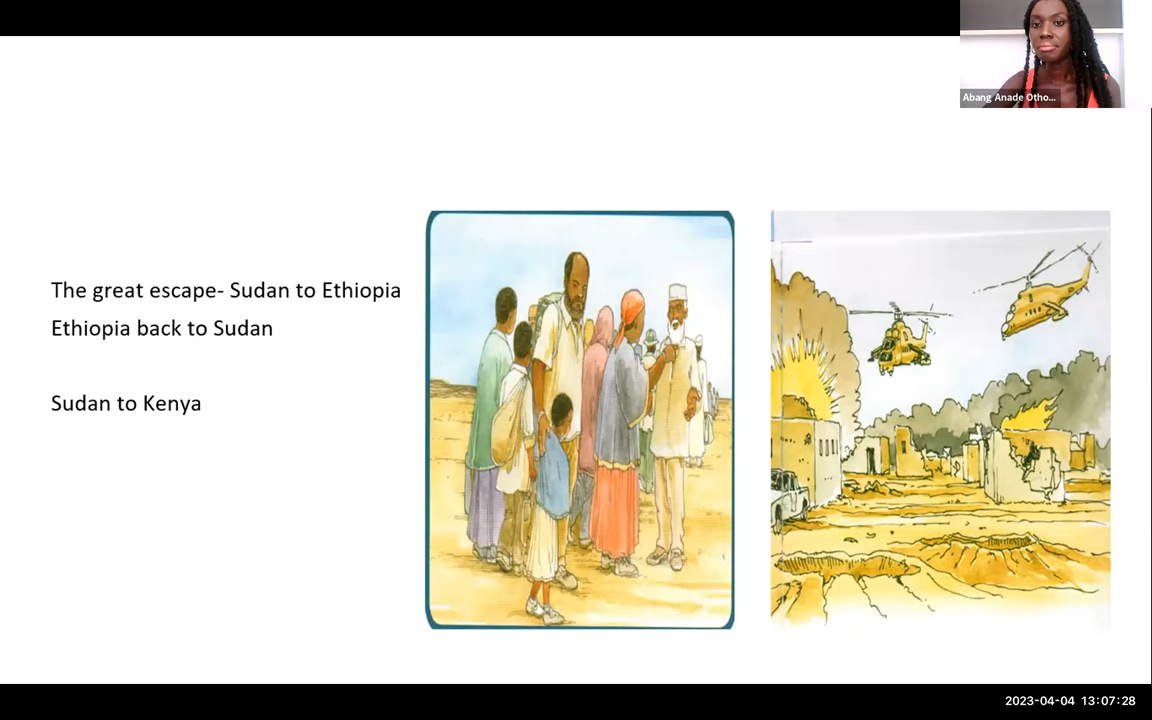 Abang Anade Otho...
The great escape- Sudan to Ethiopia
Ethiopia back to Sudan
Sudan to Kenya
2023-04-04 13:07:28